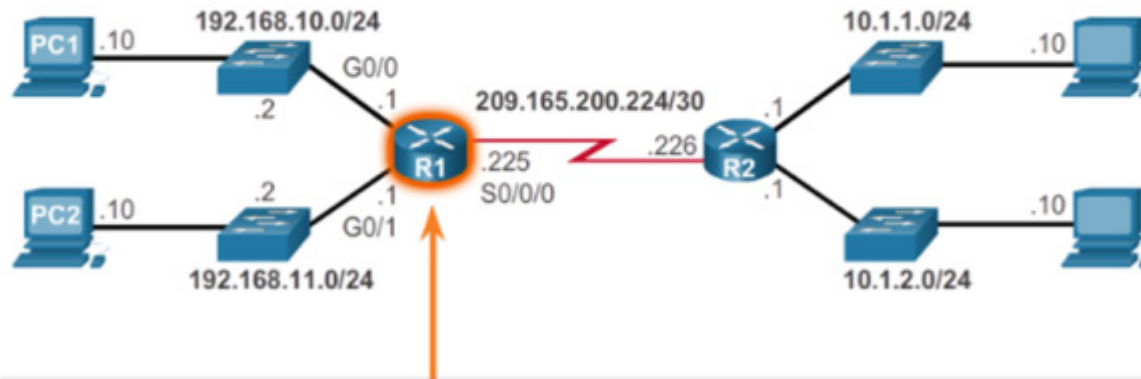 192.168.10.0/24
10.1.1.0/24
PC1
.10
G0/0
.10
.2
.1
209.165.200.224/30
.1
R1
.225
.226
R2
S0/0/0
PC2
.10
.2
.1
G0/1
.1
.10
192.168.11.0/24
10.1.2.0/24